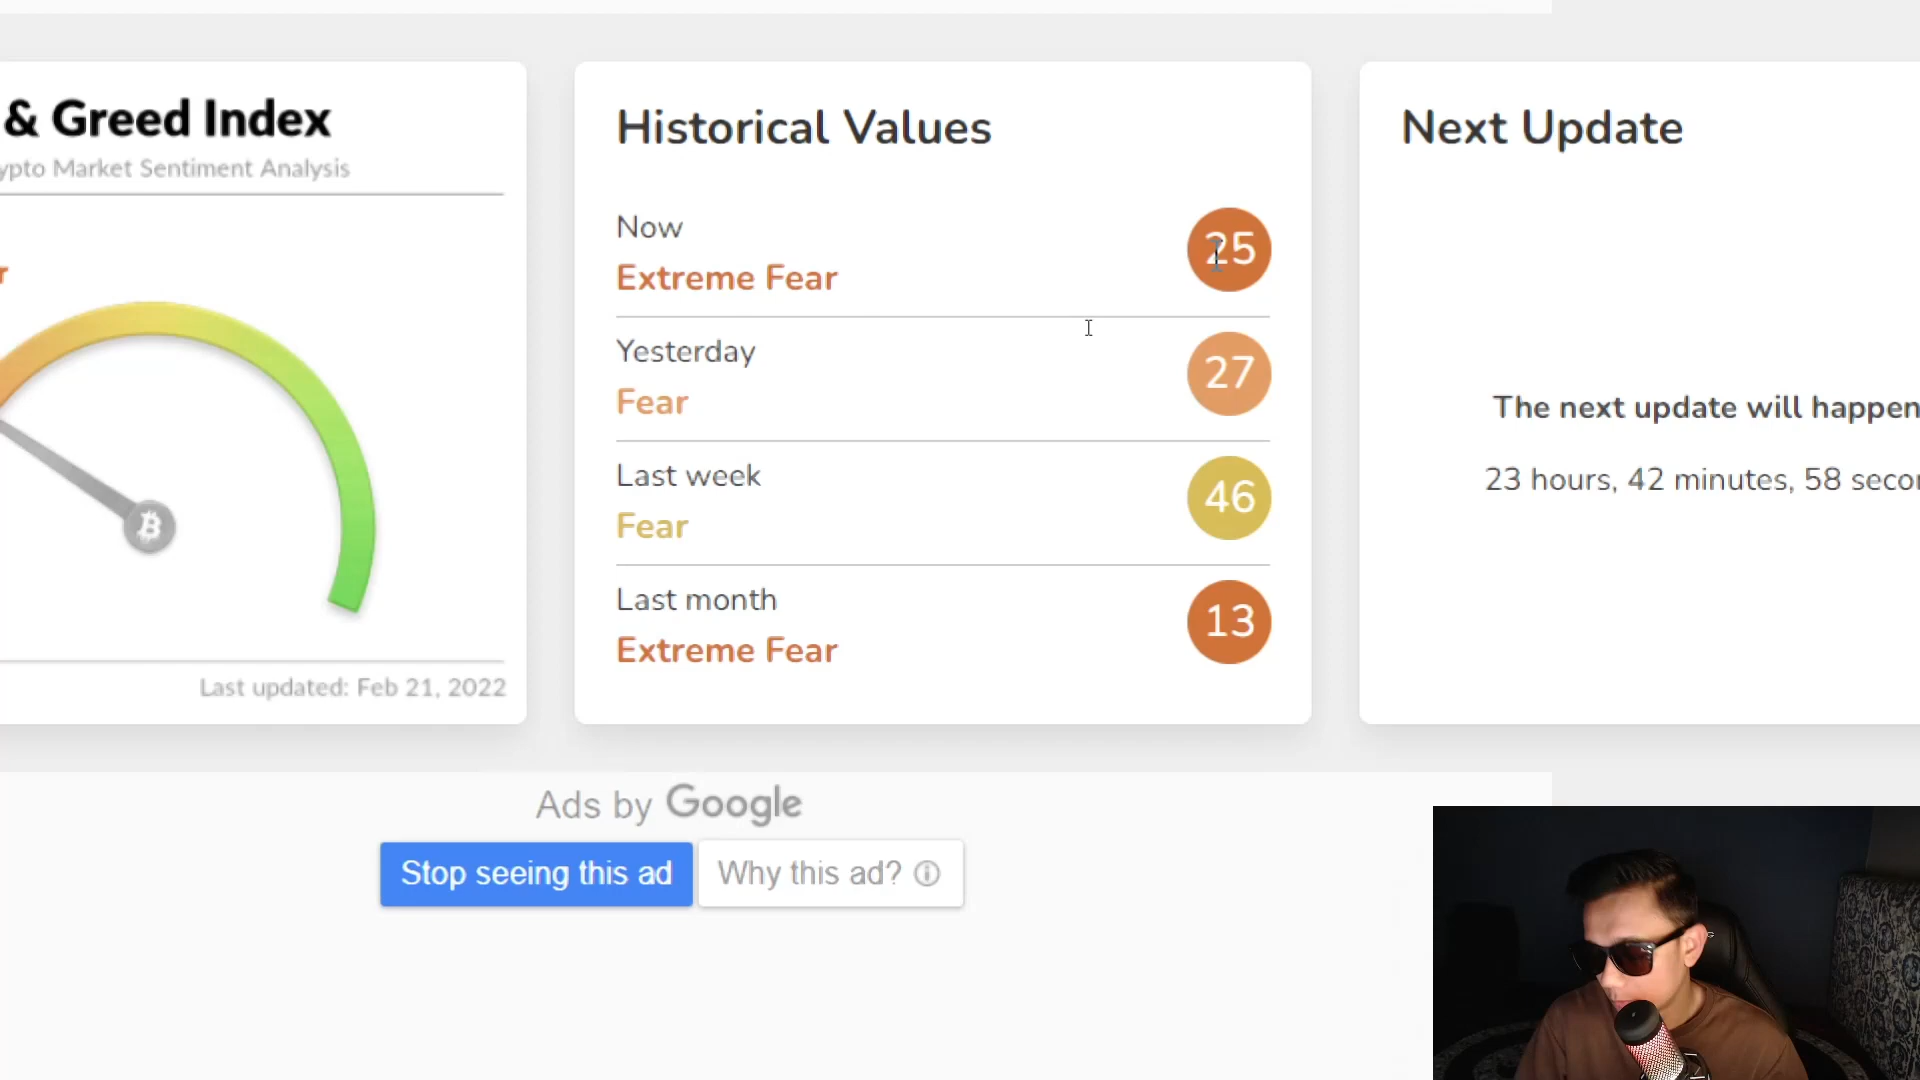 & Greed Index
ypto Market Sentiment Analysis
r
Last updated: Feb 21, 2022
Historical Values
Now
Extreme Fear
25
Yesterday
Fear
27
Last week
Fear
46
Last month
Extreme Fear
13
Next Update
The next update will happen
23 hours, 42 minutes, 58 secon
Ads by Google
Stop seeing this ad
Why this ad?